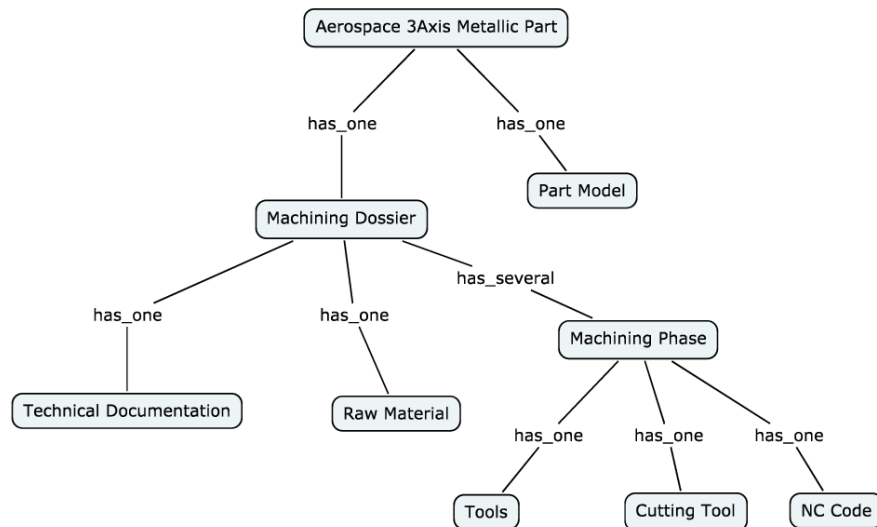 Aerospace 3Axis Metallic Part
has_one
has_one
Part Model
Machining Dossier
has_several
has_one
has_one
Machining Phase
Technical Documentation
Raw Material
has_one
has_one
has_one
Tools
Cutting Tool
NC Code